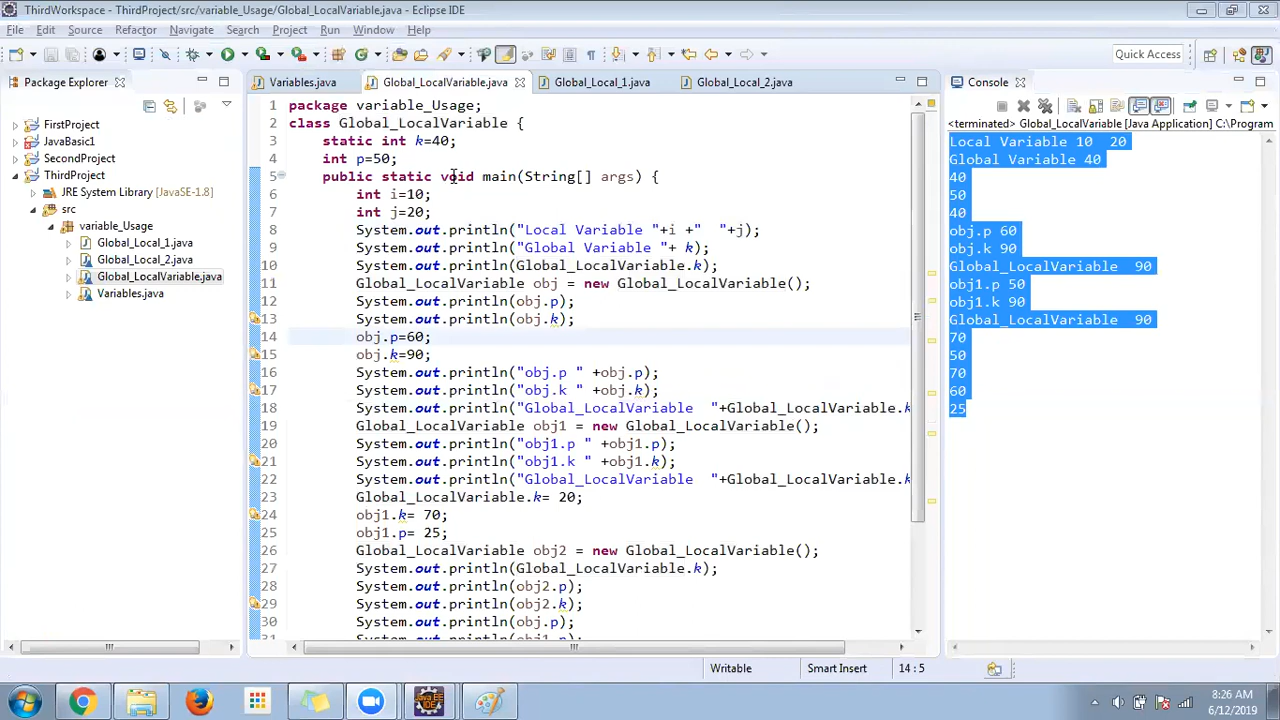 ThirdWorkspace - ThirdProject/src/variable_Usage/Global_LocalVariable.java - Eclipse IDE
File Edit Source Refactor Navigate Search Project Run Window Help
Quick Access
Package Explorer
FirstProject
JavaBasic1
SecondProject
ThirdProject
JRE System Library [JavaSE-1.8]
src
variable_Usage
Global_Local_1.java
Global_Local_2.java
Global_LocalVariable.java
Variables.java
Variables.java Global_LocalVariable.java Global_Local_1.java Global_Local_2.java
1 package variable_Usage;
2 class Global_LocalVariable {
3 static int k=40;
4 int p=50;
5 public static void main(String[] args) {
6 int i=10;
7 int j=20;
8 System.out.println("Local Variable "+i +"  "+j);
9 System.out.println("Global Variable "+ k);
10 System.out.println(Global_LocalVariable.k);
11 Global_LocalVariable obj = new Global_LocalVariable();
12 System.out.println(obj.p);
13 System.out.println(obj.k);
14 obj.p=60;
15 obj.k=90;
16 System.out.println("obj.p " +obj.p);
17 System.out.println("obj.k " +obj.k);
18 System.out.println("Global_LocalVariable  "+Global_LocalVariable.k
19 Global_LocalVariable obj1 = new Global_LocalVariable();
20 System.out.println("obj1.p " +obj1.p);
21 System.out.println("obj1.k " +obj1.k);
22 System.out.println("Global_LocalVariable  "+Global_LocalVariable.k
23 Global_LocalVariable.k= 20;
24 obj1.k= 70;
25 obj1.p= 25;
26 Global_LocalVariable obj2 = new Global_LocalVariable();
27 System.out.println(Global_LocalVariable.k);
28 System.out.println(obj2.p);
29 System.out.println(obj2.k);
30 System.out.println(obj.p);
31 System.out.println(obj1.p);
Console
<terminated> Global_LocalVariable [Java Application] C:\Program
Local Variable 10  20
Global Variable 40
40
50
40
obj.p 60
obj.k 90
Global_LocalVariable  90
obj1.p 50
obj1.k 90
Global_LocalVariable  90
70
50
70
60
25
Writable Smart Insert 14 : 5
Java EE
IDE
8:26 AM
6/12/2019